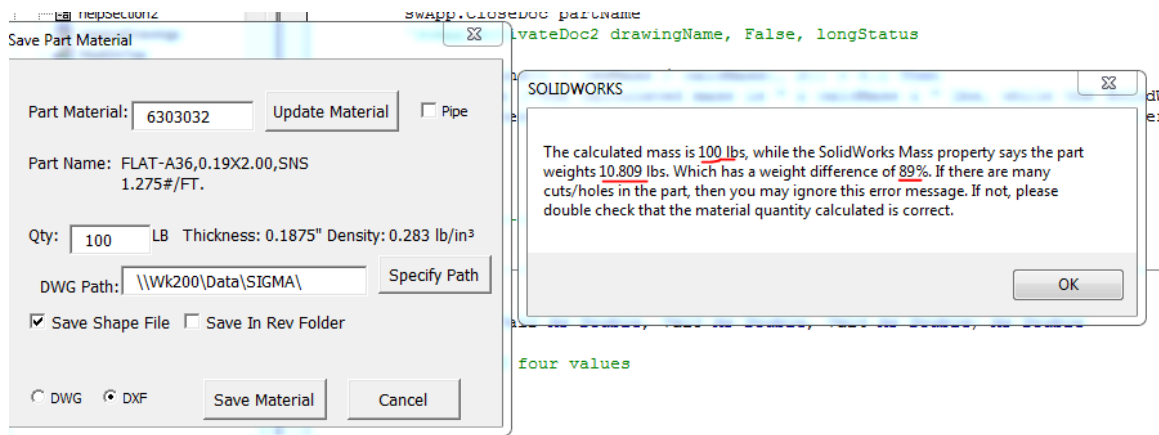 helpSection2
swApp.CloseDoc partName
Save Part Material
ivateDoc2 drawingName, False, longStatus
SOLIDWORKS
Part Material: 6303032 Update Material Pipe
The calculated mass is 100 lbs, while the SolidWorks Mass property says the part
weights 10.809 lbs. Which has a weight difference of 89%. If there are many
cuts/holes in the part, then you may ignore this error message. If not, please
double check that the material quantity calculated is correct.
Part Name: FLAT-A36,0.19X2.00,SNS
1.275#/FT.
Qty: 100 LB Thickness: 0.1875" Density: 0.283 lb/in³
DWG Path: \\Wk200\Data\SIGMA\ Specify Path
OK
Save Shape File Save In Rev Folder
four values
DWG DXF Save Material Cancel